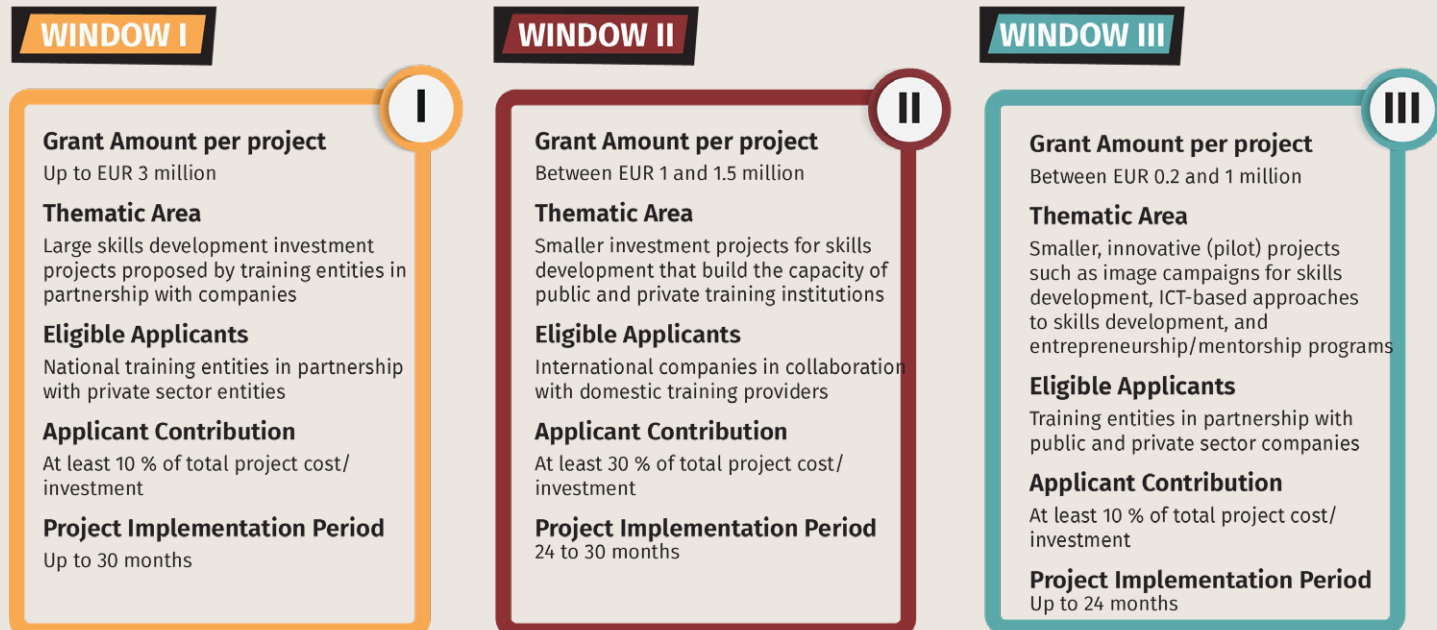 WINDOW I
I
Grant Amount per project
Up to EUR 3 million
Thematic Area
Large skills development investment
projects proposed by training entities in
partnership with companies
Eligible Applicants
National training entities in partnership
with private sector entities
Applicant Contribution
At least 10 % of total project cost/
investment
Project Implementation Period
Up to 30 months
WINDOW II
II
Grant Amount per project
Between EUR 1 and 1.5 million
Thematic Area
Smaller investment projects for skills
development that build the capacity of
public and private training institutions
Eligible Applicants
International companies in collaboration
with domestic training providers
Applicant Contribution
At least 30 % of total project cost/
investment
Project Implementation Period
24 to 30 months
WINDOW III
III
Grant Amount per project
Between EUR 0.2 and 1 million
Thematic Area
Smaller, innovative (pilot) projects
such as image campaigns for skills
development, ICT-based approaches
to skills development, and
entrepreneurship/mentorship programs
Eligible Applicants
Training entities in partnership with
public and private sector companies
Applicant Contribution
At least 10 % of total project cost/
investment
Project Implementation Period
Up to 24 months